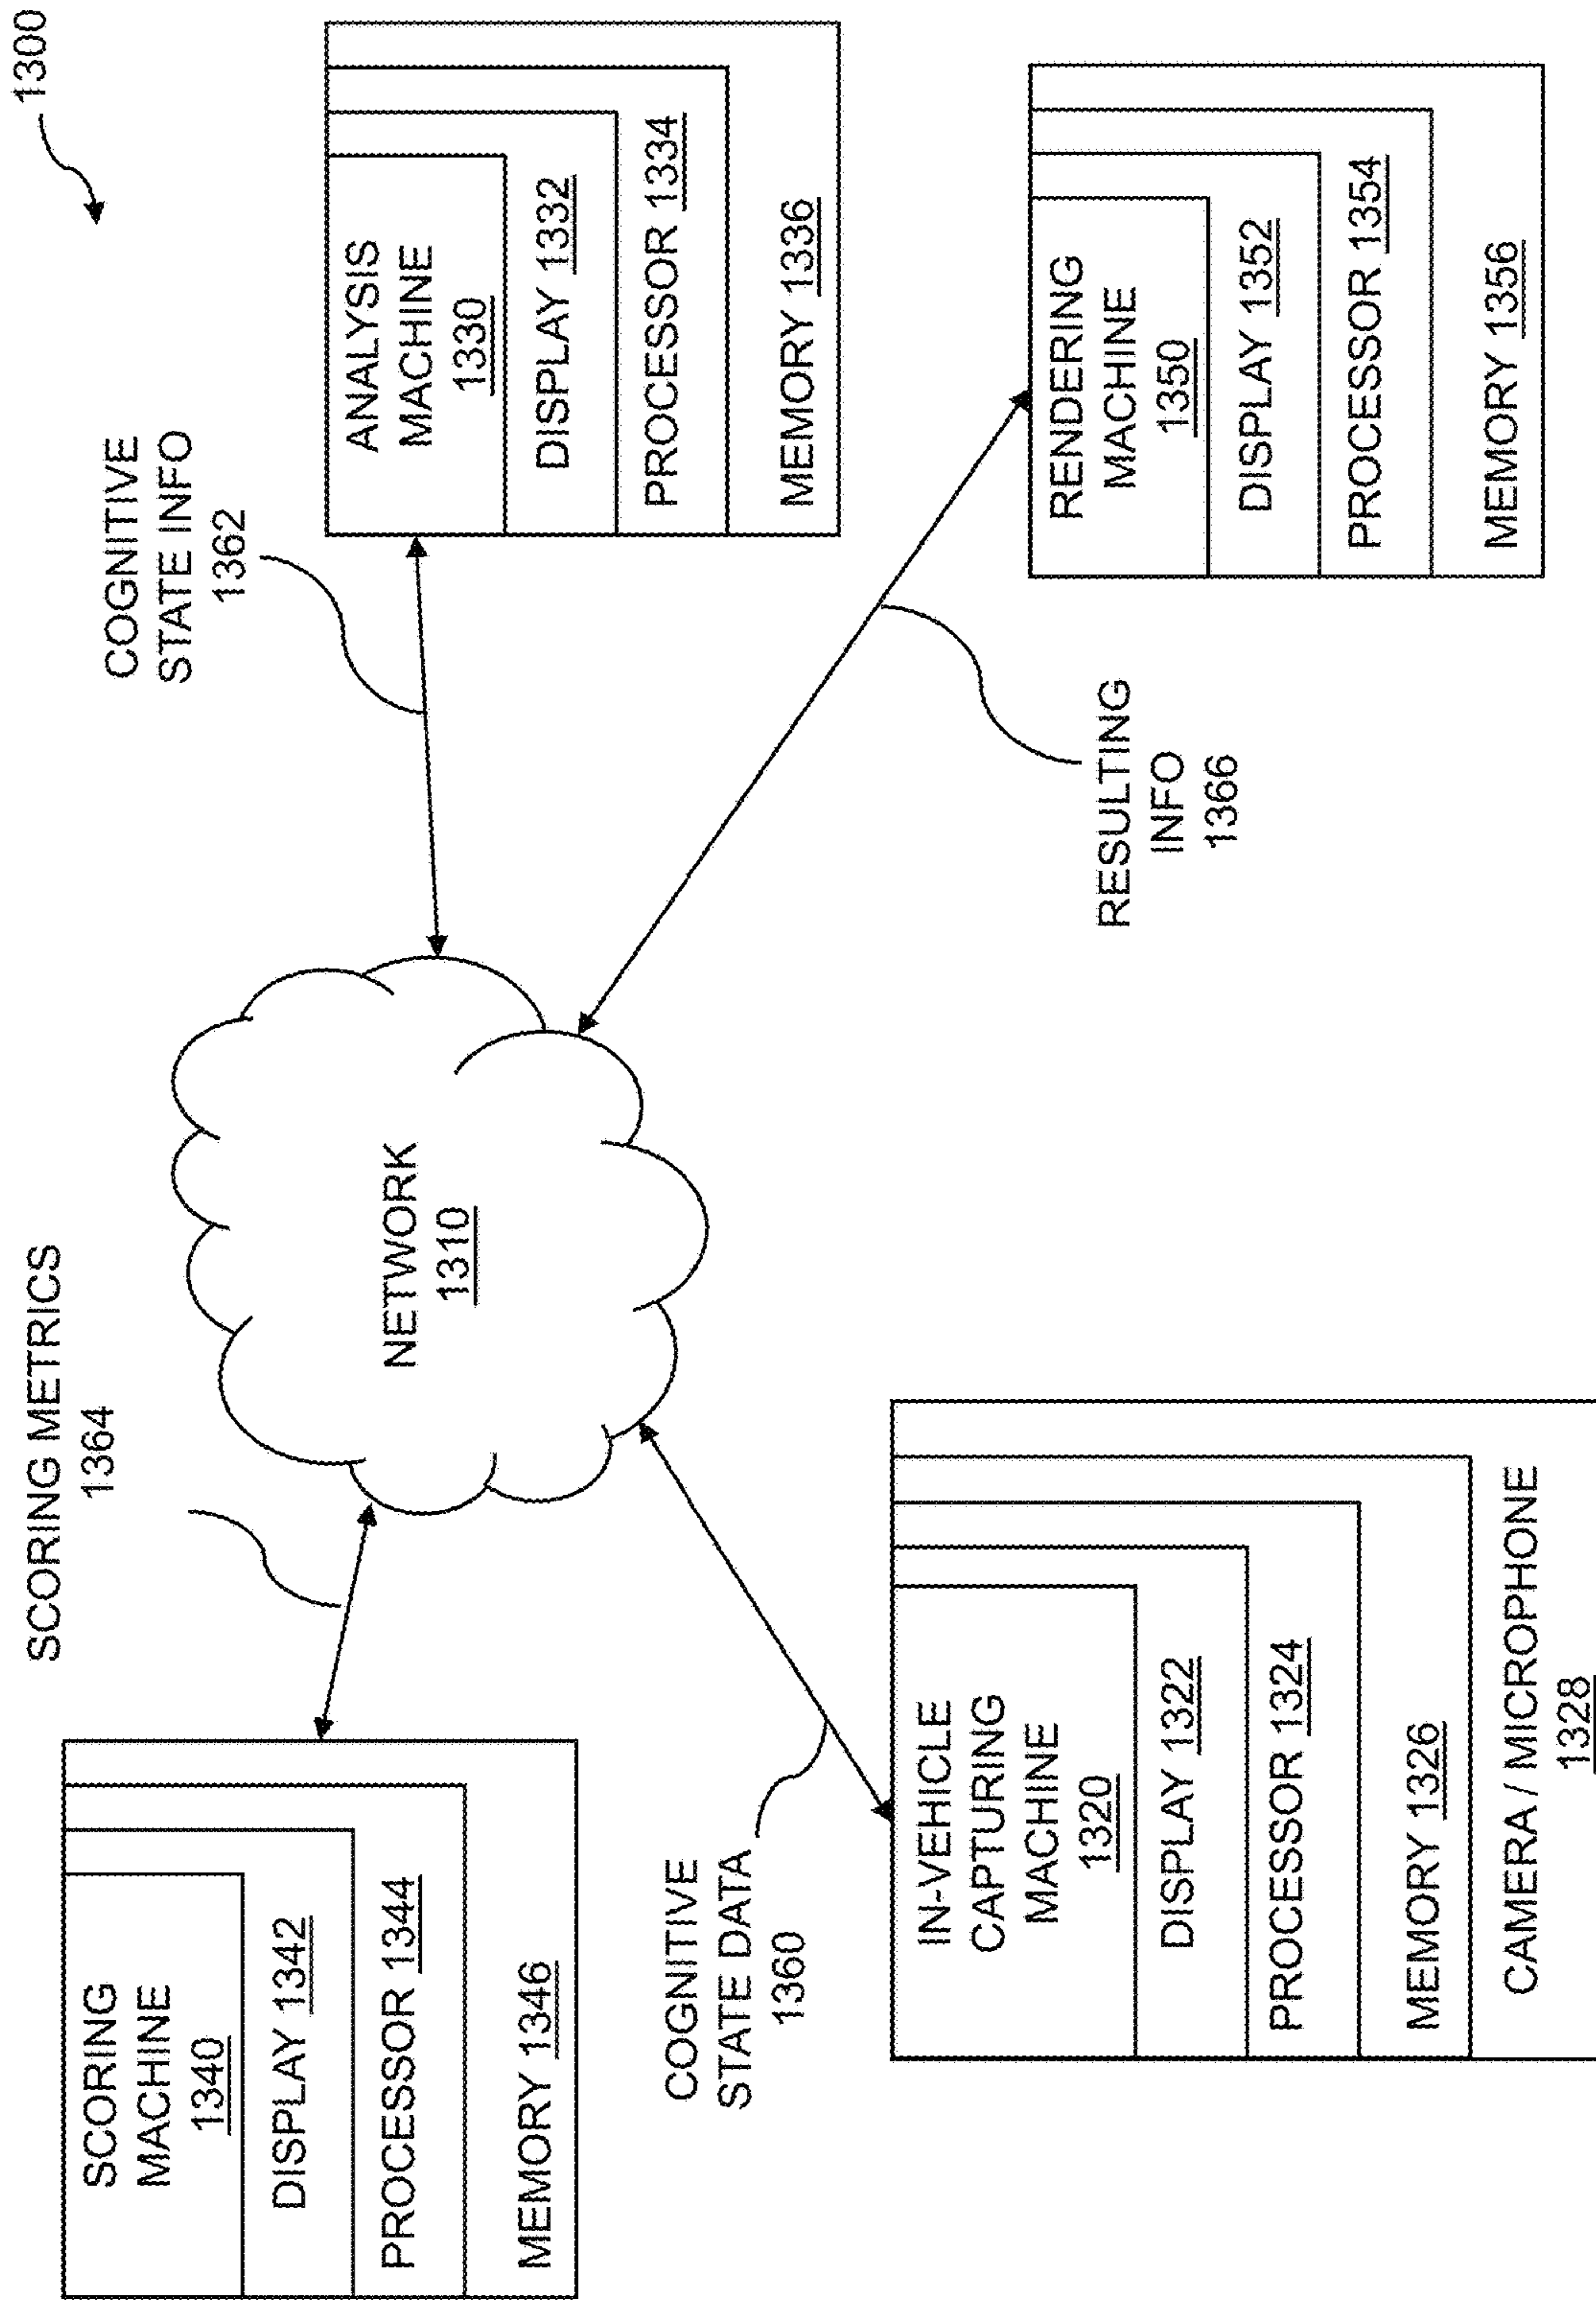 1300
SCORING METRICS
1364
COGNITIVE
STATE INFO
1362
SCORING
MACHINE
1340
DISPLAY 1342
PROCESSOR 1344
MEMORY 1346
NETWORK
1310
ANALYSIS
MACHINE
1330
DISPLAY 1332
PROCESSOR 1334
MEMORY 1336
COGNITIVE
STATE DATA
1360
RESULTING
INFO
1366
IN-VEHICLE
CAPTURING
MACHINE
1320
DISPLAY 1322
PROCESSOR 1324
MEMORY 1326
CAMERA / MICROPHONE
1328
RENDERING
MACHINE
1350
DISPLAY 1352
PROCESSOR 1354
MEMORY 1356